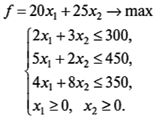 f = 20x₁ + 25x₂ → max
2x₁ + 3x₂ ≤ 300,
5x₁ + 2x₂ ≤ 450,
4x₁ + 8x₂ ≤ 350,
x₁ ≥ 0, x₂ ≥ 0.